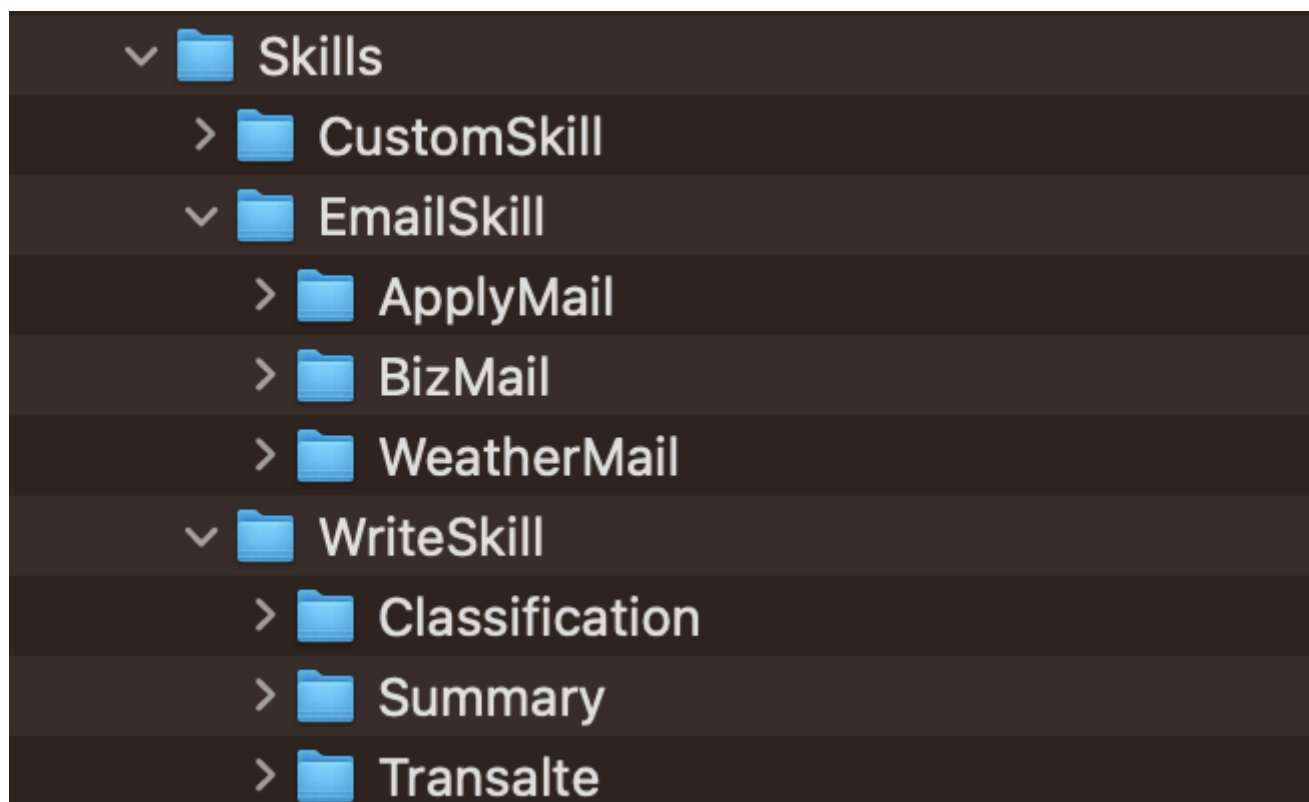 Skills
CustomSkill
EmailSkill
ApplyMail
BizMail
WeatherMail
WriteSkill
Classification
Summary
Transalte